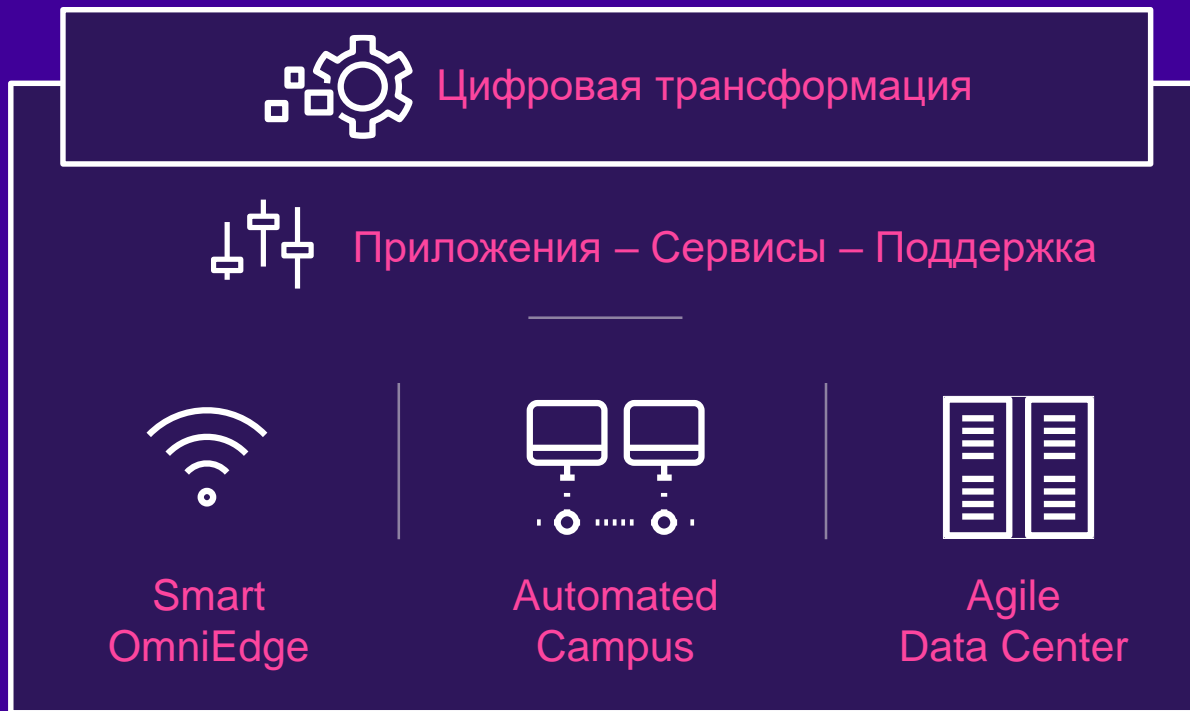 Цифровая трансформация
Приложения – Сервисы – Поддержка
Smart
OmniEdge
Automated
Campus
Agile
Data Center